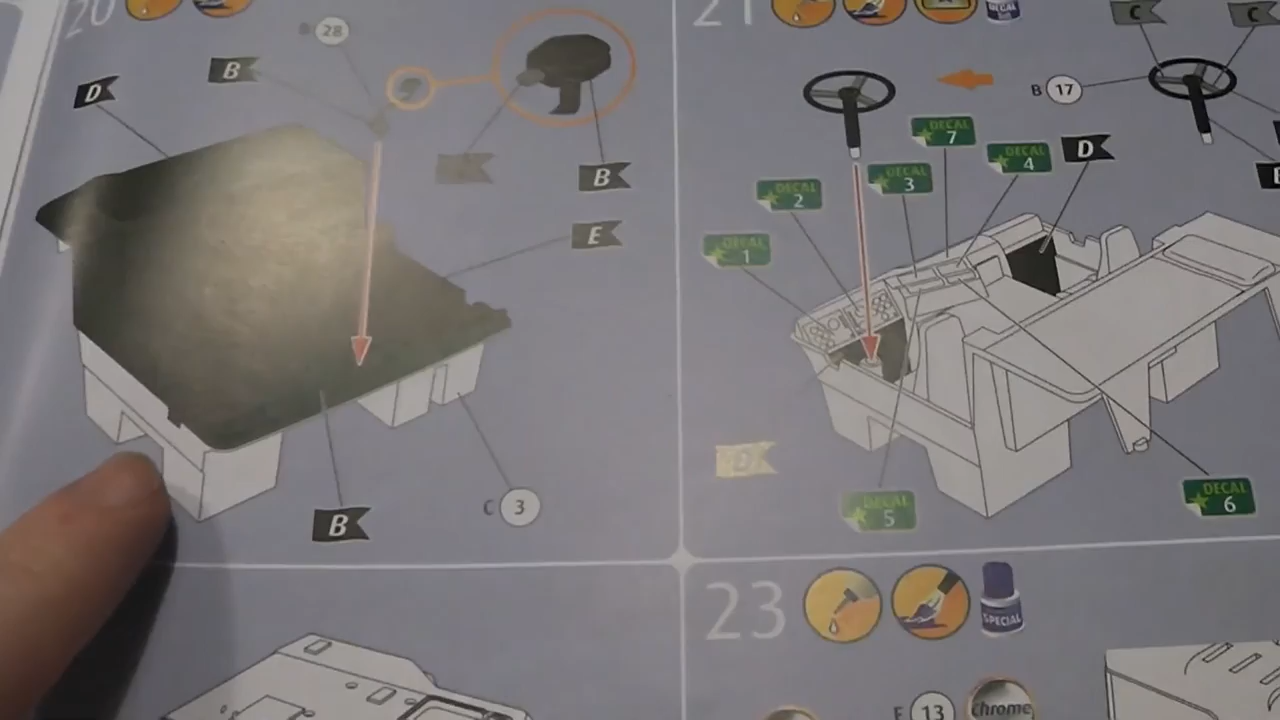 20
B 28
B
D
B
E
B
C 3
21
DECAL
C
C
B 17
DECAL 7
DECAL 4
D
DECAL 3
DECAL 2
DECAL 1
D
DECAL 5
DECAL 6
23
SPECIAL
F 13
chrome